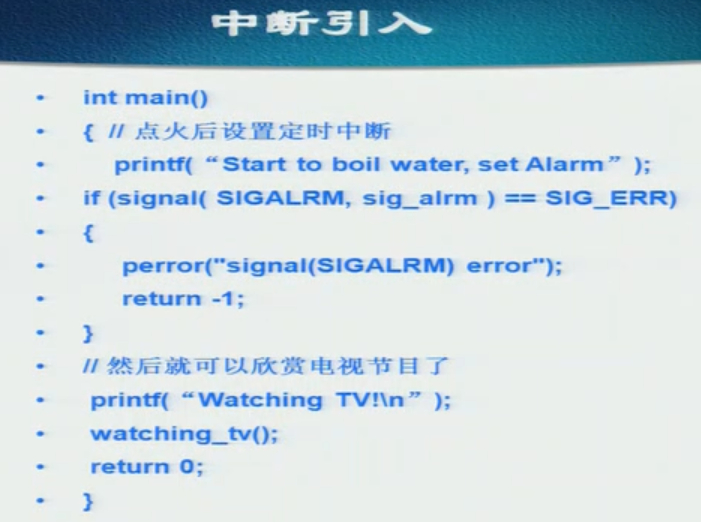 中断引入
• int main()
• { // 点火后设置定时中断
• printf( “Start to boil water, set Alarm” );
• if (signal( SIGALRM, sig_alrm ) == SIG_ERR)
• {
• perror("signal(SIGALRM) error");
• return -1;
• }
• // 然后就可以欣赏电视节目了
• printf( “Watching TV!\n” );
• watching_tv();
• return 0;
• }